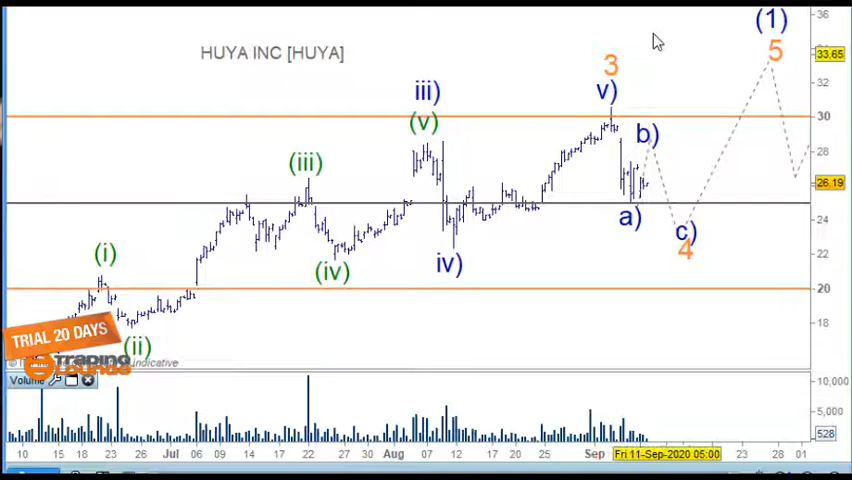 (1)
36
5
HUYA INC [HUYA]
33.65
3
32
iii)
v)
(v)
30
b)
(iii)
28
26.19
a)
24
(i)
c)
(iv)
iv)
4
22
20
TRIAL 20 DAYS
18
(ii)
Trading
Lounge
indicative
Volume
10,000
5,000
528
10 15 18 23 28 Jul 06 09 14 17 22 27 30 Aug 07 12 17 20 25 Sep Fri 11-Sep-2020 05:00 23 28 01